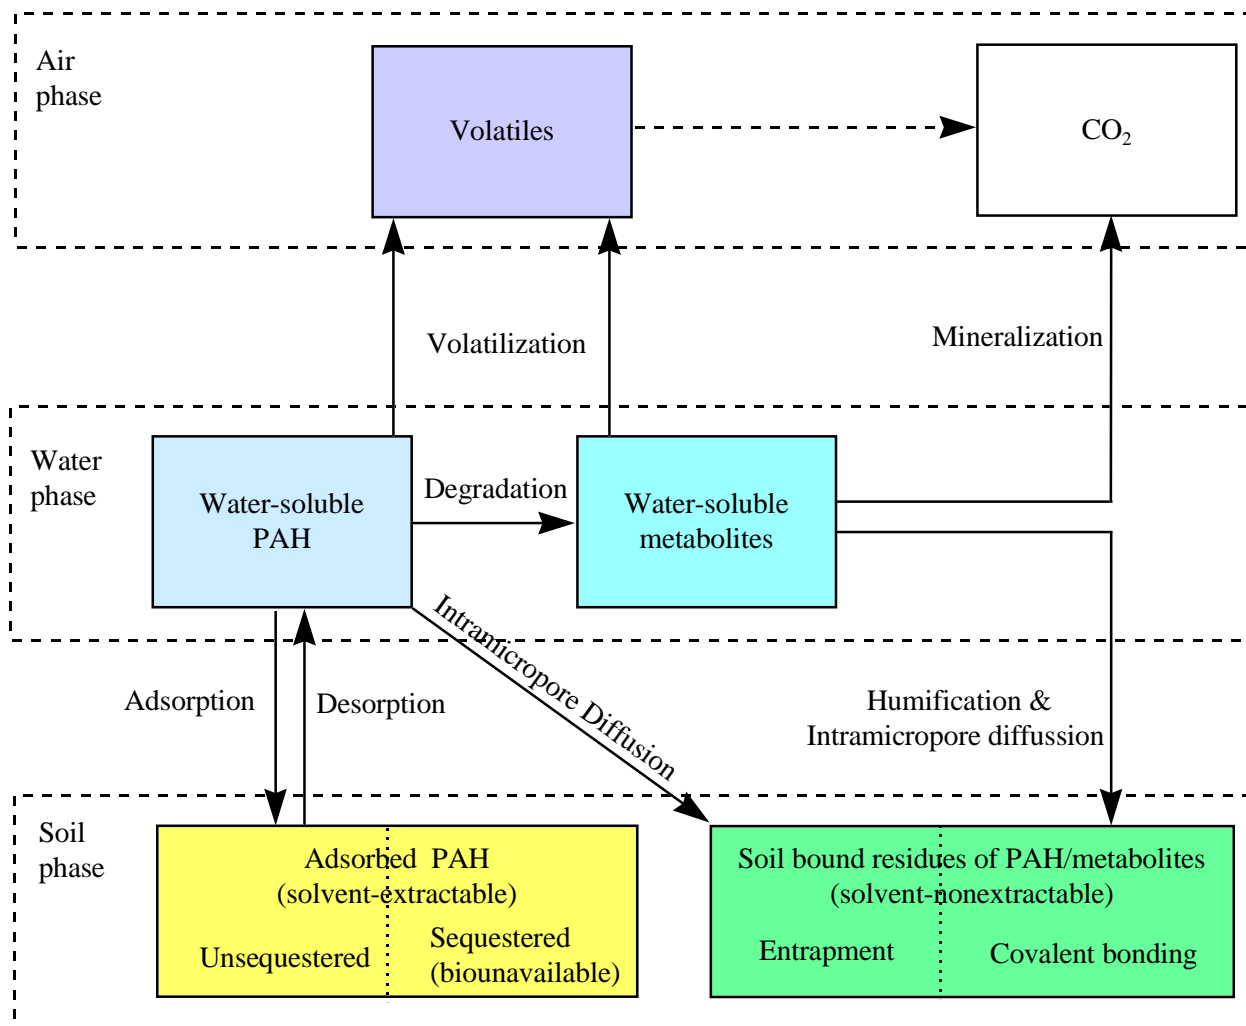 Air
phase
Volatiles
CO₂
Volatilization
Mineralization
Water
phase
Water-soluble
PAH
Degradation
Water-soluble
metabolites
Adsorption
Desorption
Intramicropore Diffusion
Humification &
Intramicropore diffussion
Soil
phase
Adsorbed PAH
(solvent-extractable)
Unsequestered
Sequestered
(biounavailable)
Soil bound residues of PAH/metabolites
(solvent-nonextractable)
Entrapment
Covalent bonding